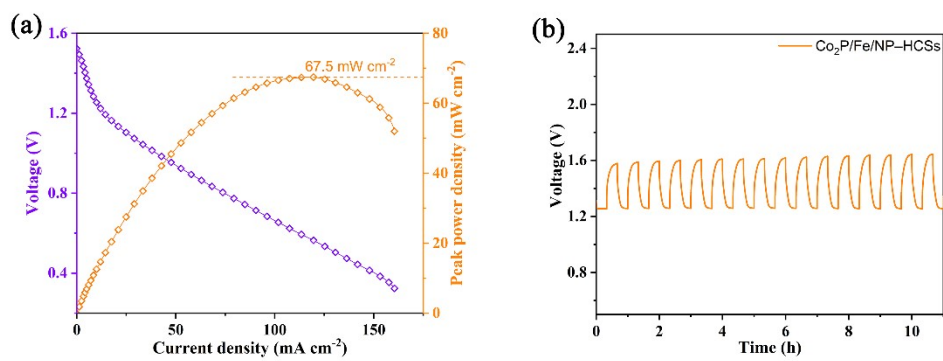 (a)
1.6
1.2
0.8
0.4
Voltage (V)
67.5 mW cm⁻²
80
60
40
20
0
Peak power density (mW cm⁻²)
0
50
100
150
Current density (mA cm⁻²)
(b)
Co₂P/Fe/NP–HCSs
2.4
2.0
1.6
1.2
0.8
Voltage (V)
0
2
4
6
8
10
Time (h)